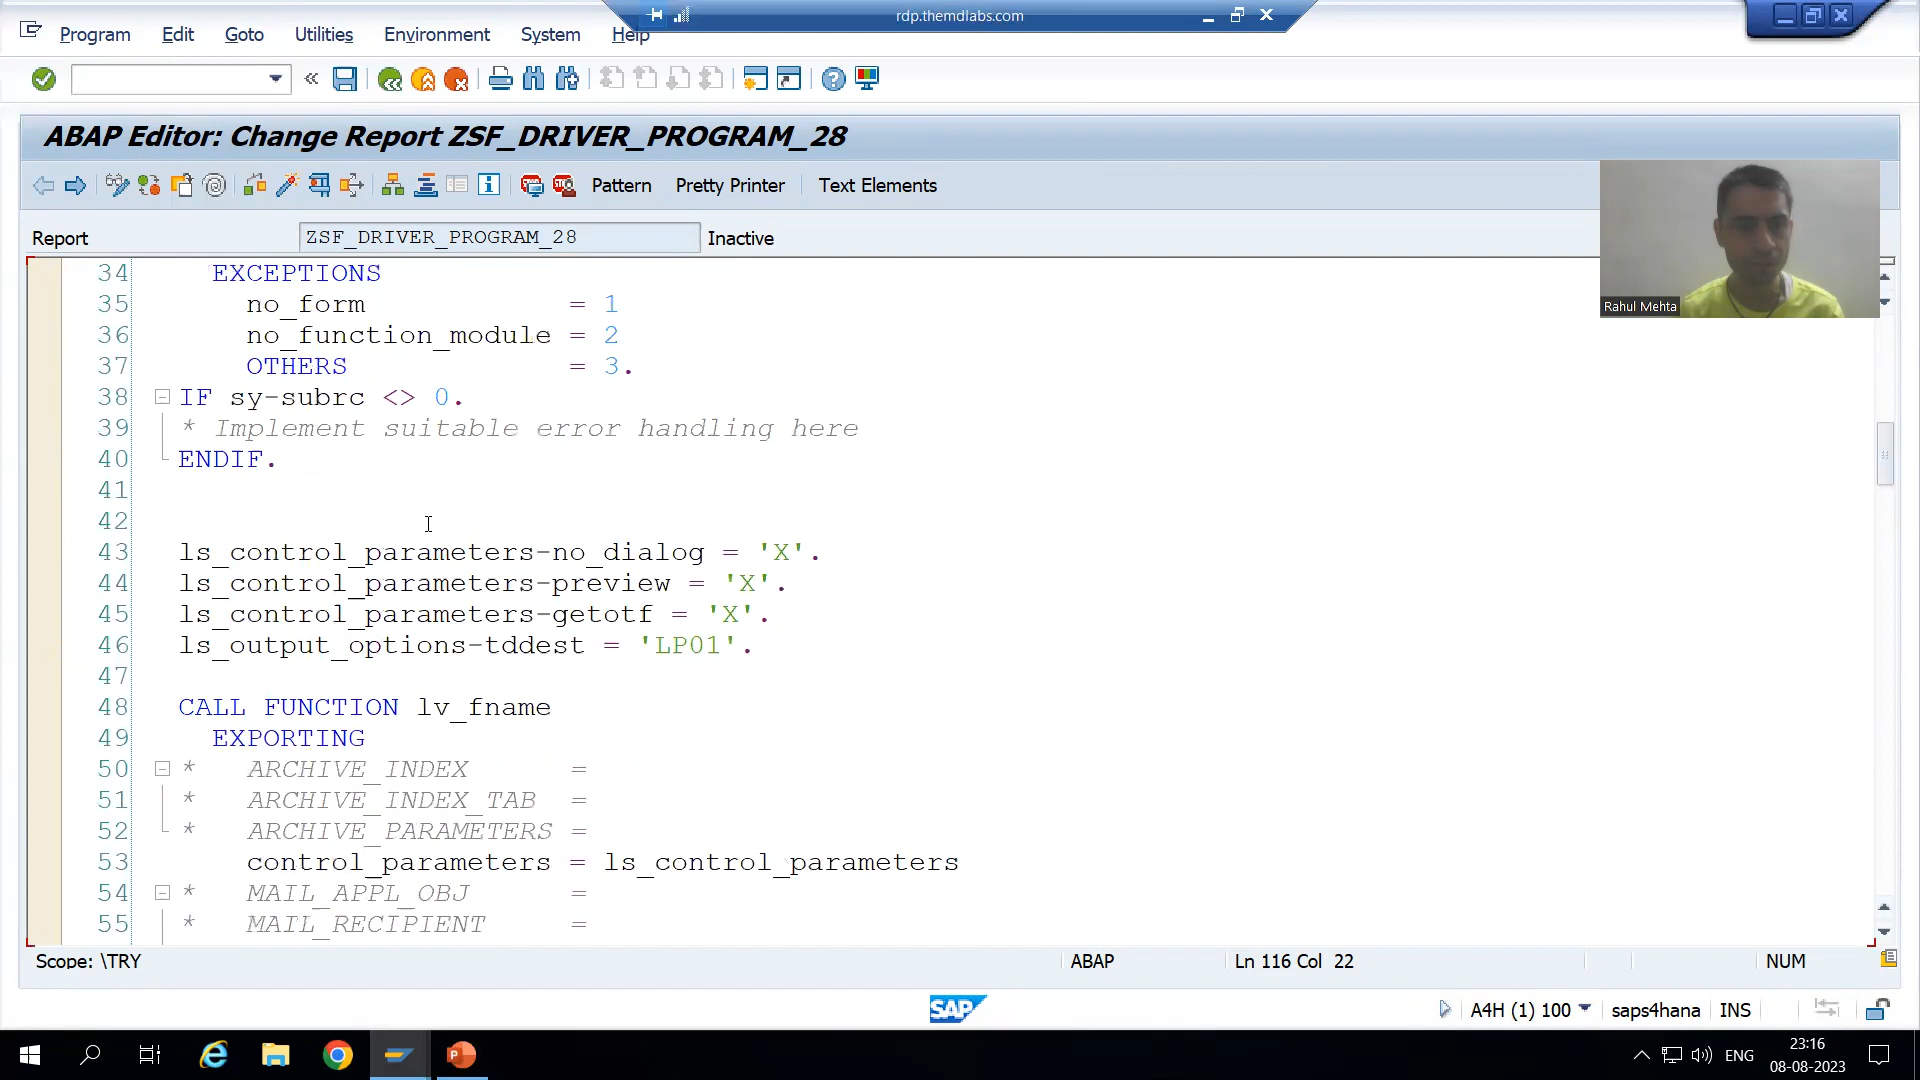 rdp.themdlabs.com
Program Edit Goto Utilities Environment System Help
ABAP Editor: Change Report ZSF_DRIVER_PROGRAM_28
Pattern Pretty Printer Text Elements
Report ZSF_DRIVER_PROGRAM_28 Inactive
Rahul Mehta
34 EXCEPTIONS
35 no_form = 1
36 no_function_module = 2
37 OTHERS = 3.
38 IF sy-subrc <> 0.
39 * Implement suitable error handling here
40 ENDIF.
41
42
43 ls_control_parameters-no_dialog = 'X'.
44 ls_control_parameters-preview = 'X'.
45 ls_control_parameters-getotf = 'X'.
46 ls_output_options-tddest = 'LP01'.
47
48 CALL FUNCTION lv_fname
49 EXPORTING
50 * ARCHIVE_INDEX =
51 * ARCHIVE_INDEX_TAB =
52 * ARCHIVE_PARAMETERS =
53 control_parameters = ls_control_parameters
54 * MAIL_APPL_OBJ =
55 * MAIL_RECIPIENT =
Scope: \TRY ABAP Ln 116 Col 22 NUM
SAP A4H (1) 100 saps4hana INS
ENG 23:16
08-08-2023